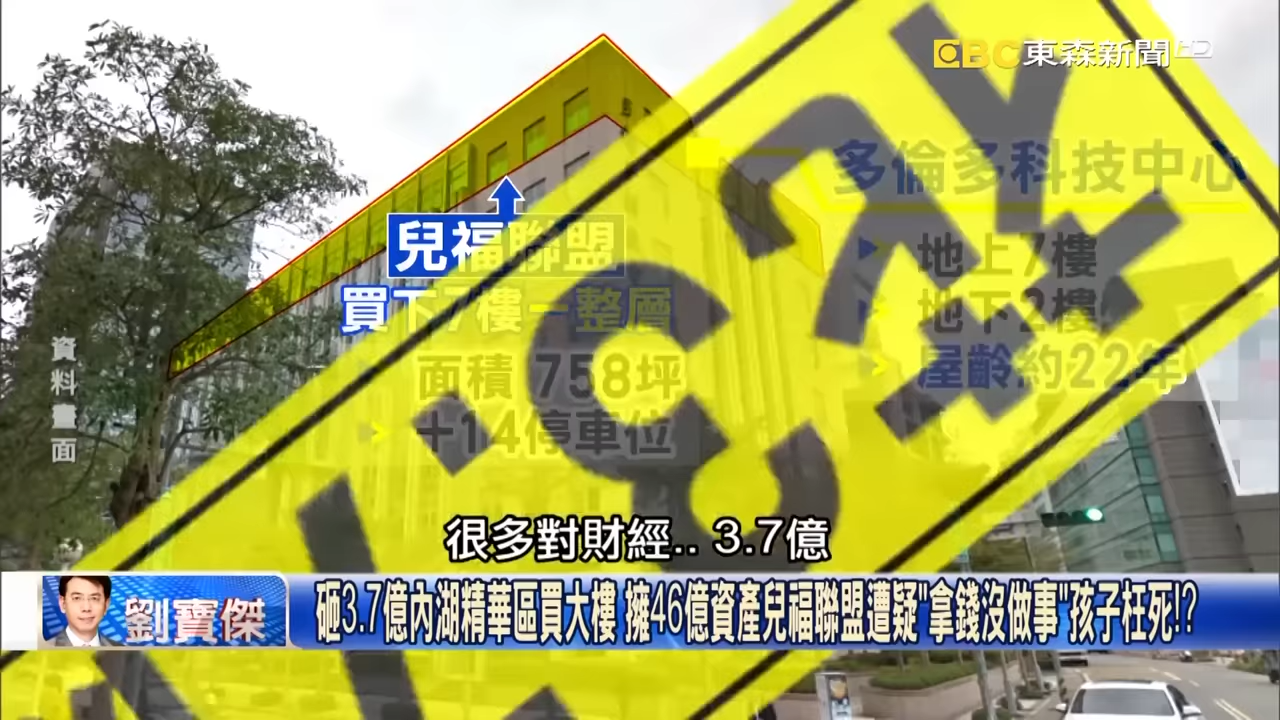 EBC 東森新聞 HD
多倫多科技中心
兒福聯盟
地上7樓
買下7樓一整層
地下2樓
屋齡約22年
面積 758坪
+14停車位
資料畫面
很多對財經.. 3.7億
劉寶傑
砸3.7億內湖精華區買大樓 擁46億資產兒福聯盟遭疑"拿錢沒做事"孩子枉死!?